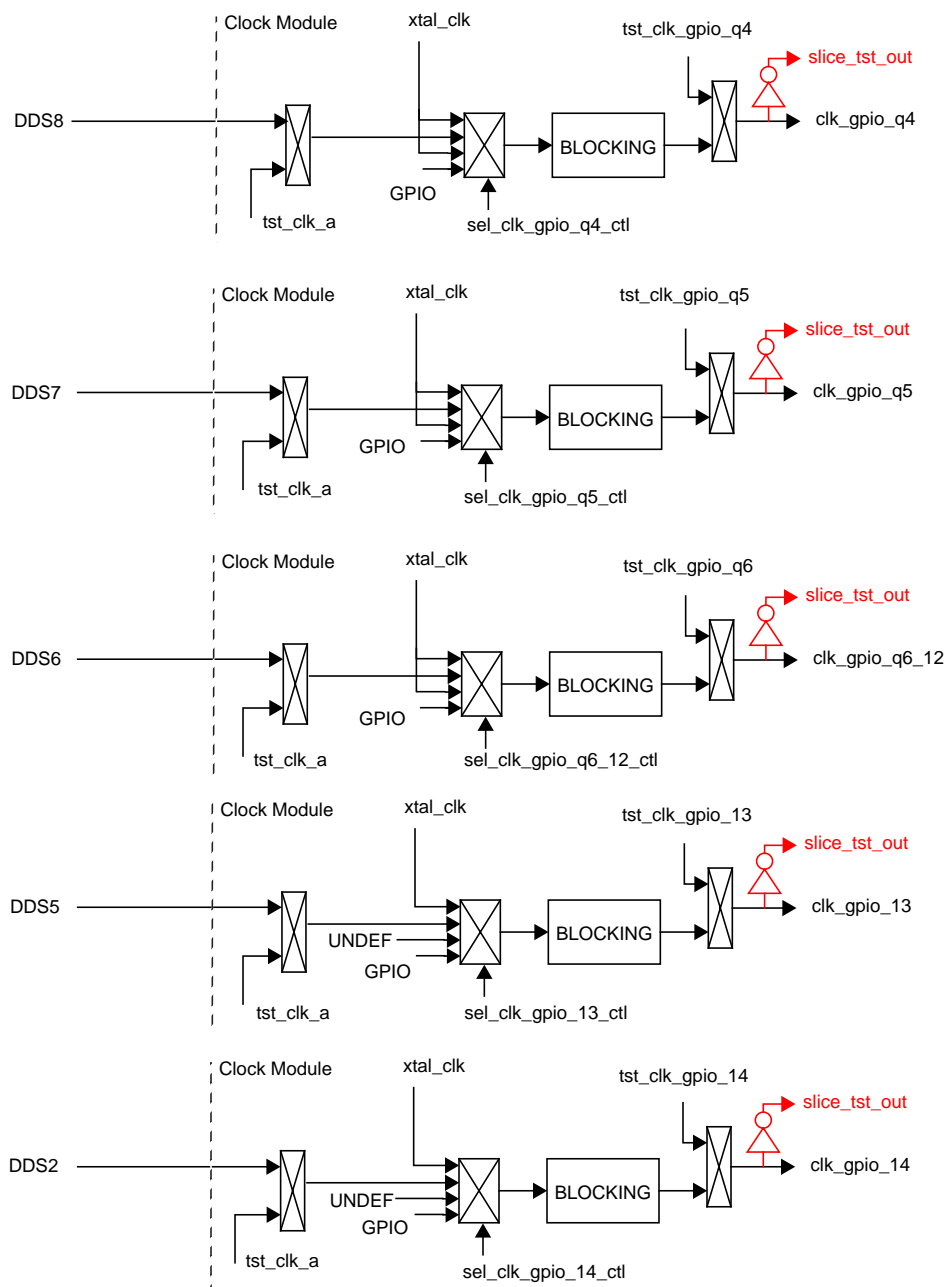 Clock Module
xtal_clk
tst_clk_gpio_q4
slice_tst_out
DDS8
clk_gpio_q4
BLOCKING
GPIO
tst_clk_a
sel_clk_gpio_q4_ctl
Clock Module
xtal_clk
tst_clk_gpio_q5
slice_tst_out
DDS7
clk_gpio_q5
BLOCKING
GPIO
tst_clk_a
sel_clk_gpio_q5_ctl
Clock Module
xtal_clk
tst_clk_gpio_q6
slice_tst_out
DDS6
clk_gpio_q6_12
BLOCKING
GPIO
tst_clk_a
sel_clk_gpio_q6_12_ctl
Clock Module
xtal_clk
tst_clk_gpio_13
slice_tst_out
DDS5
clk_gpio_13
UNDEF
BLOCKING
GPIO
tst_clk_a
sel_clk_gpio_13_ctl
Clock Module
xtal_clk
tst_clk_gpio_14
slice_tst_out
DDS2
clk_gpio_14
UNDEF
BLOCKING
GPIO
tst_clk_a
sel_clk_gpio_14_ctl